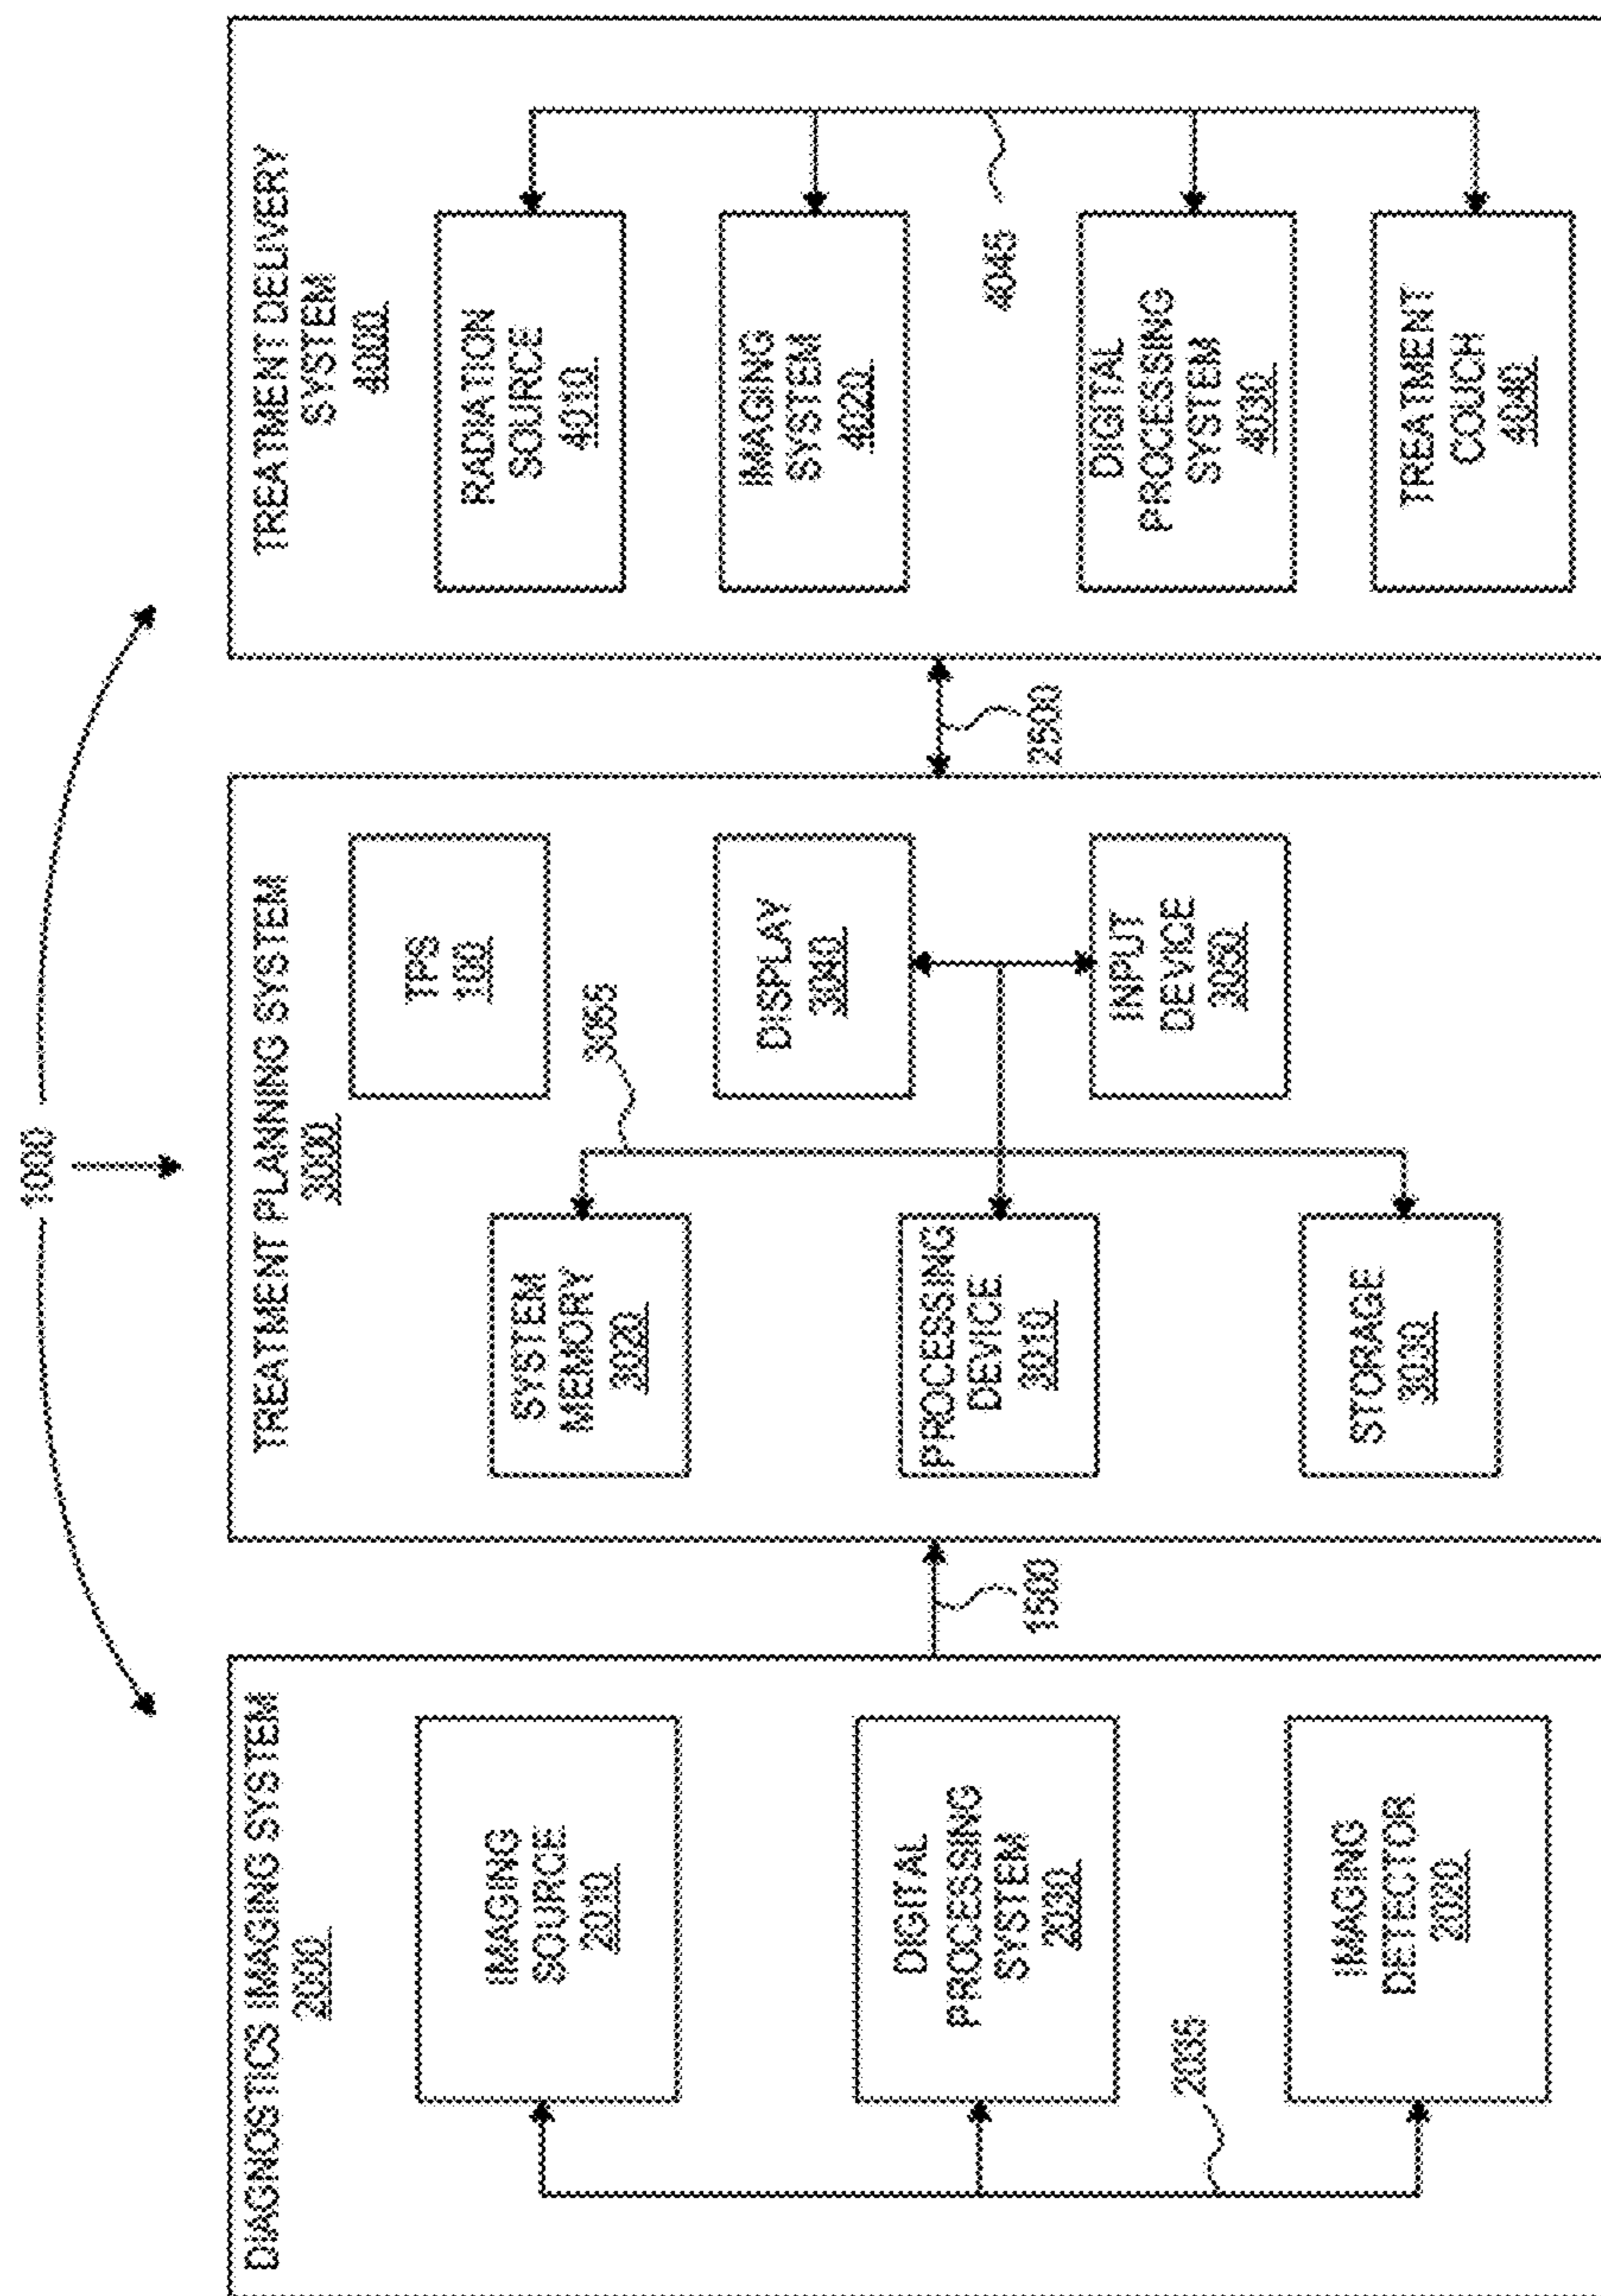 1000
DIAGNOSTICS IMAGING SYSTEM
2000
IMAGING
SOURCE
2010
DIGITAL
PROCESSING
SYSTEM
2030
IMAGING
DETECTOR
2020
2035
1500
TREATMENT PLANNING SYSTEM
3000
SYSTEM
MEMORY
3020
PROCESSING
DEVICE
3010
STORAGE
3030
3055
TPS
100
DISPLAY
3040
INPUT
DEVICE
3050
2500
TREATMENT DELIVERY
SYSTEM
4000
RADIATION
SOURCE
4010
IMAGING
SYSTEM
4020
DIGITAL
PROCESSING
SYSTEM
4030
TREATMENT
COUCH
4040
4045